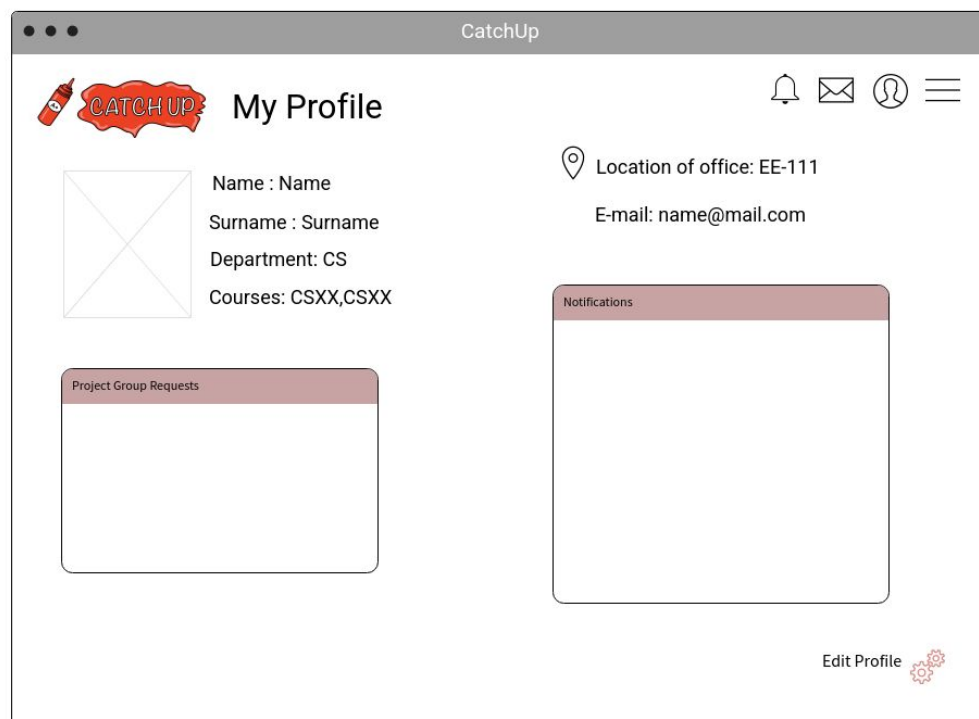 CatchUp
CATCH UP
My Profile
Name : Name
Surname : Surname
Department: CS
Courses: CSXX,CSXX
Location of office: EE-111
E-mail: name@mail.com
Project Group Requests
Notifications
Edit Profile